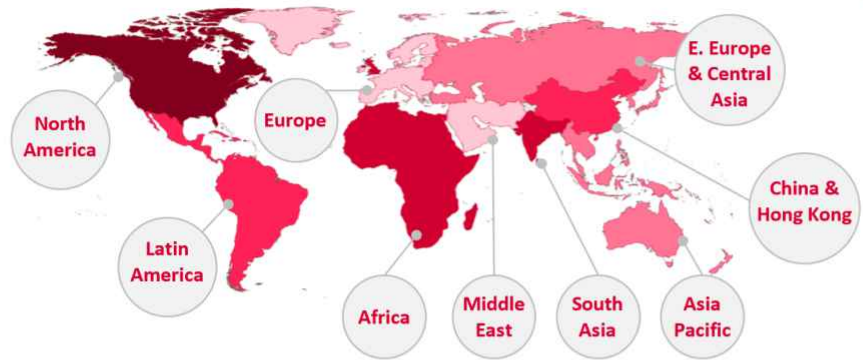 North
America
Europe
E. Europe
& Central
Asia
China &
Hong Kong
Latin
America
Africa
Middle
East
South
Asia
Asia
Pacific